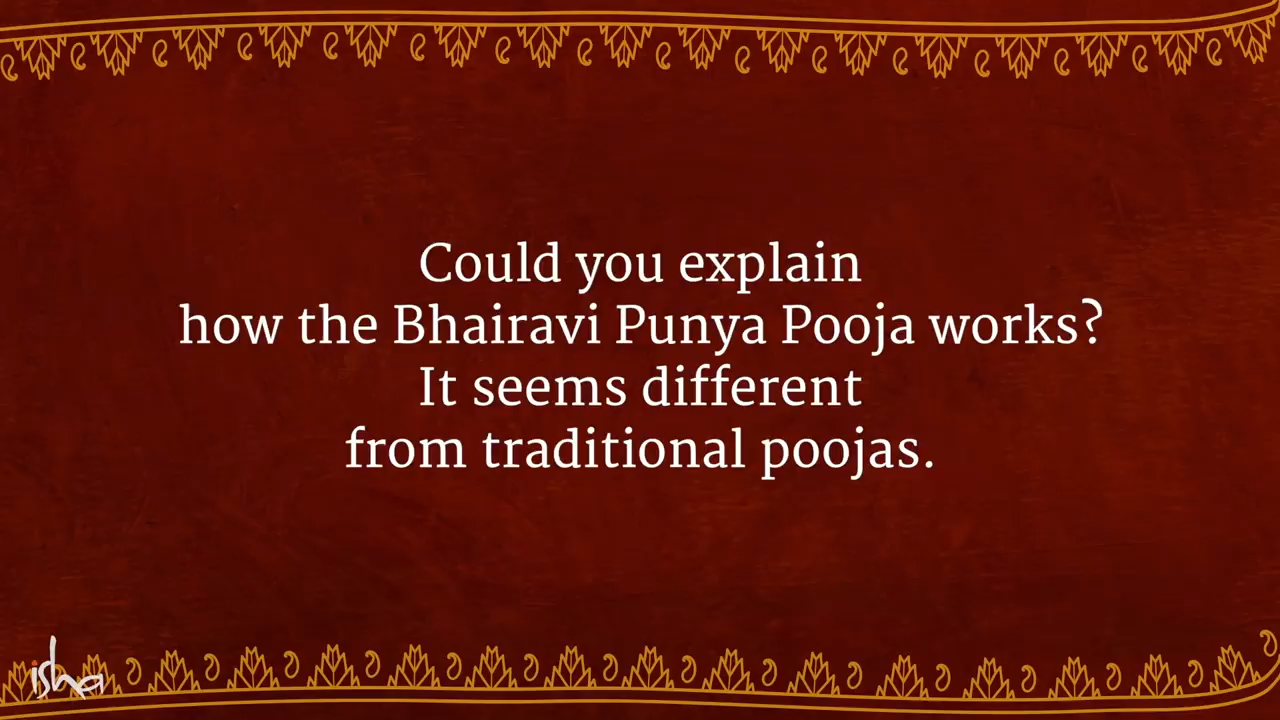 Could you explain
how the Bhairavi Punya Pooja works?
It seems different
from traditional poojas.
isha